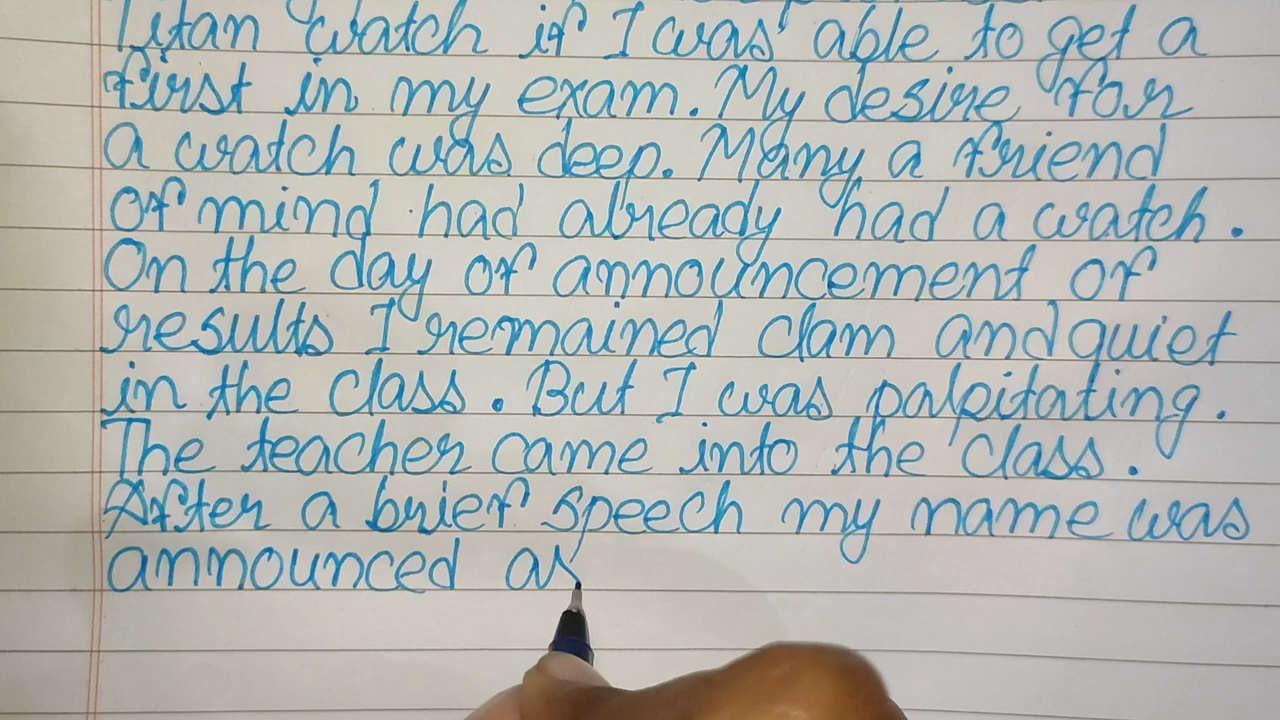 Titan watch if I was able to get a
first in my exam. My desire for
a watch was deep. Many a friend
of mind had already had a watch.
On the day of announcement of
results I remained clam and quiet
in the class. But I was palpitating.
The teacher came into the class.
After a brief speech my name was
announced as